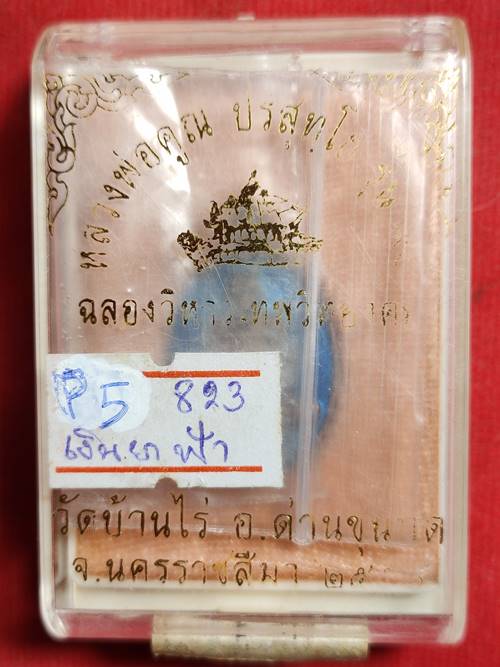 หลวงพ่อคูณ ปริสุทฺโธ
ฉลองวิหารเทพวิทยาคม
P5 823
เงินยาฟ้า
วัดบ้านไร่ อ.ด่านขุนทด
จ.นครราชสีมา